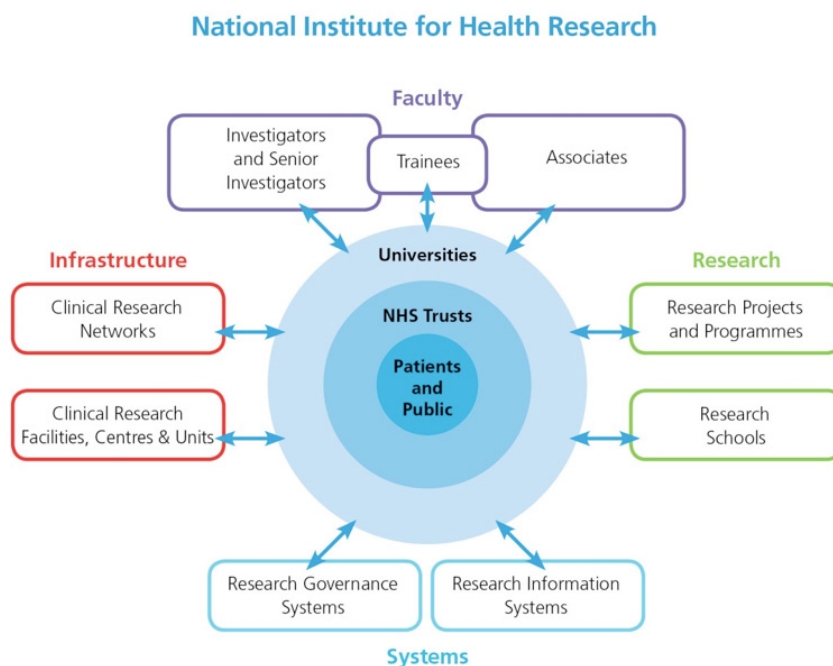 National Institute for Health Research
Faculty
Investigators
and Senior
Investigators
Trainees
Associates
Universities
Infrastructure
Research
Clinical Research
Networks
NHS Trusts
Research Projects
and Programmes
Patients
and
Public
Clinical Research
Facilities, Centres & Units
Research
Schools
Research Governance
Systems
Research Information
Systems
Systems